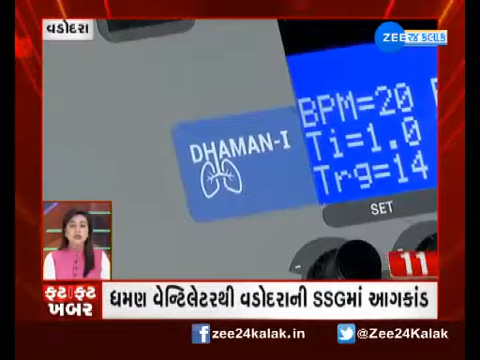 વડોદરા
ZEE ૨૪ કલાક
BPM=20
Ti=1.0
Trg=14
DHAMAN-I
SET
11
ફટાફટ
ખબર
ધમણ વેન્ટિલેટરથી વડોદરાની SSGમાં આગકાંડ
zee24kalak.in
@Zee24Kalak